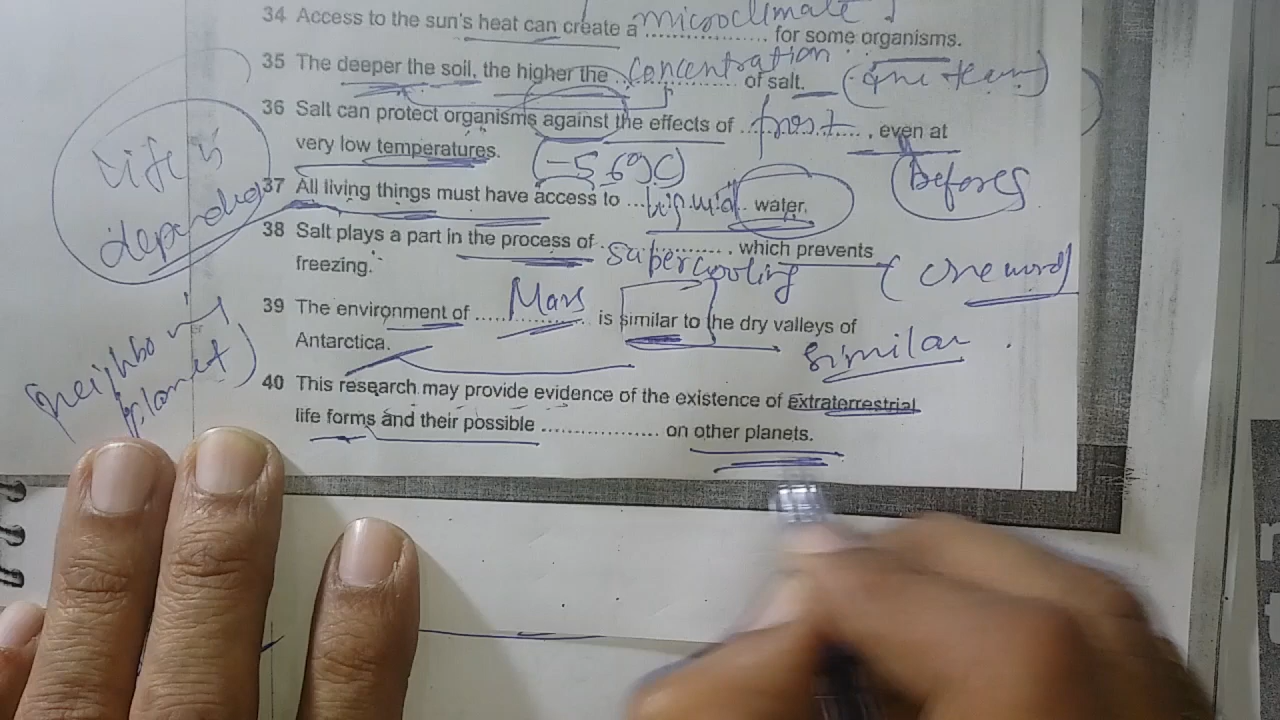 34 Access to the sun's heat can create a microclimate for some organisms.
35 The deeper the soil, the higher the concentration of salt. (one term)
36 Salt can protect organisms against the effects of frost, even at
very low temperatures. (-56°C)
Life is
depended
Before
37 All living things must have access to liquid water.
38 Salt plays a part in the process of supercooling, which prevents (one word)
freezing.
39 The environment of Mars is similar to the dry valleys of
Antarctica.
similar
(neighbouring
planet)
40 This research may provide evidence of the existence of extraterrestrial
life forms and their possible .................. on other planets.